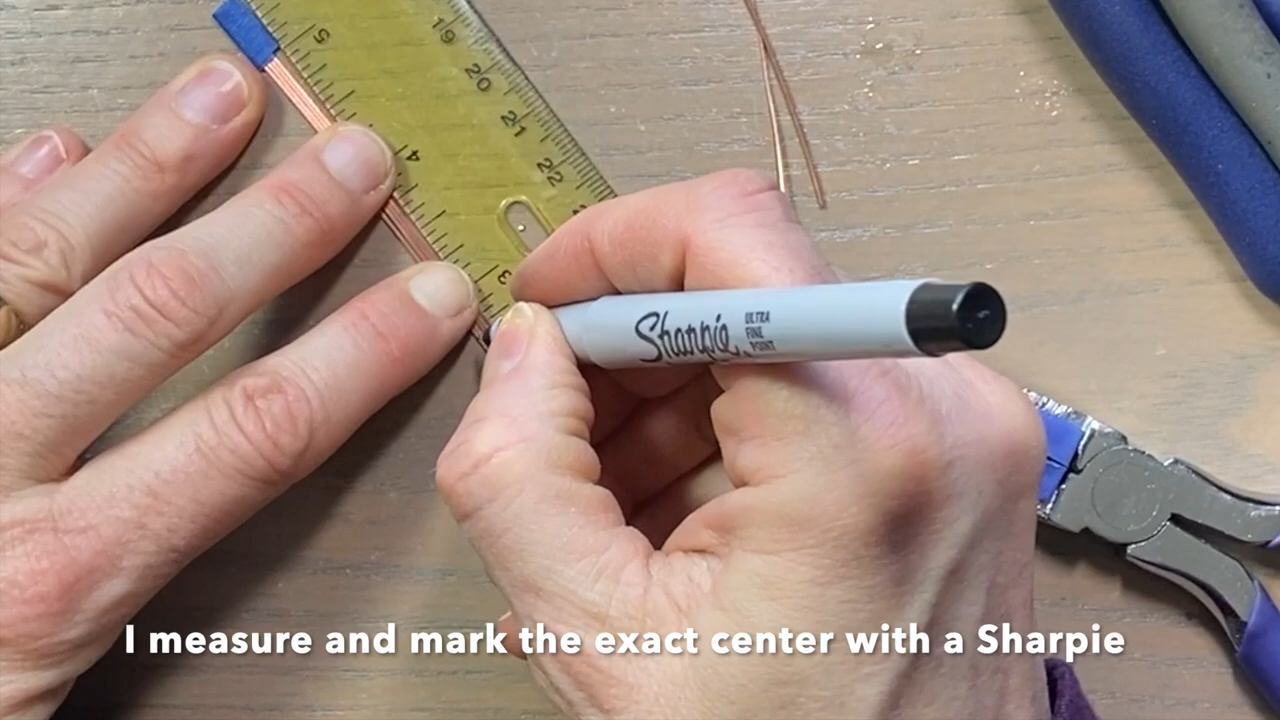 5
19
20
21
4
22
3
Sharpie
ULTRA
FINE
POINT
I measure and mark the exact center with a Sharpie